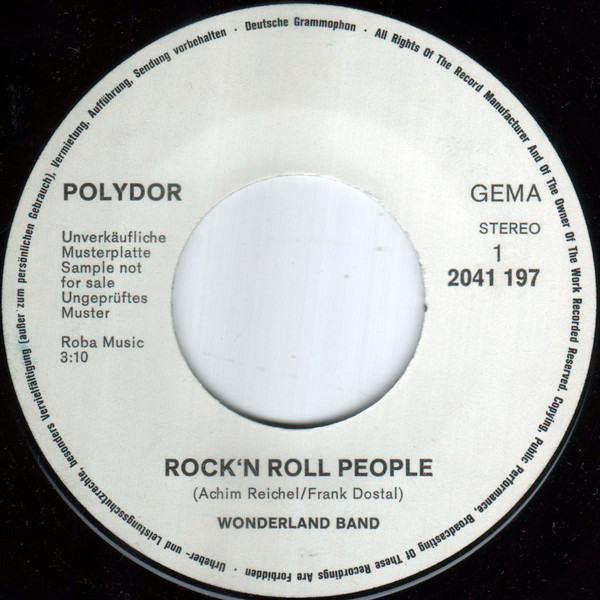 Urheber- und Leistungsschutzrechte, besonders Vervielfältigung (außer zum persönlichen Gebrauch), Vermietung, Aufführung, Sendung vorbehalten · Deutsche Grammophon · All Rights Of The Record Manufacturer And Of The Owner Of The Work Recorded Reserved. Copying, Public Performance, Broadcasting Of These Recordings Are Forbidden ·
POLYDOR
GEMA
Unverkäufliche
Musterplatte
Sample not
for sale
Ungeprüftes
Muster
STEREO
1
2041 197
Roba Music
3:10
ROCK'N ROLL PEOPLE
(Achim Reichel/Frank Dostal)
WONDERLAND BAND